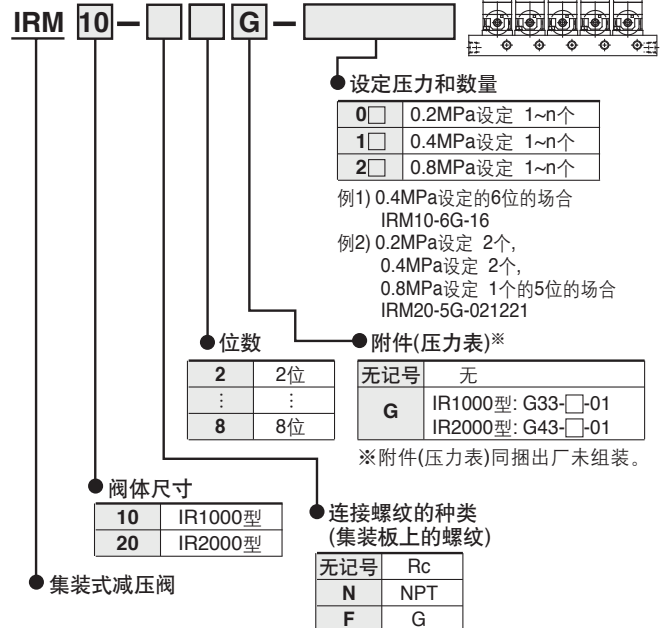 IRM 10 – □ □ G – □
设定压力和数量
0□ 0.2MPa设定 1~n个
1□ 0.4MPa设定 1~n个
2□ 0.8MPa设定 1~n个
例1) 0.4MPa设定的6位的场合
IRM10-6G-16
例2) 0.2MPa设定 2个,
0.4MPa设定 2个,
0.8MPa设定 1个的5位的场合
IRM20-5G-021221
位数
2 2位
⋮ ⋮
8 8位
附件(压力表)※
无记号 无
G IR1000型: G33-□-01
IR2000型: G43-□-01
※附件(压力表)同捆出厂未组装。
阀体尺寸
10 IR1000型
20 IR2000型
连接螺纹的种类
(集装板上的螺纹)
无记号 Rc
N NPT
F G
集装式减压阀